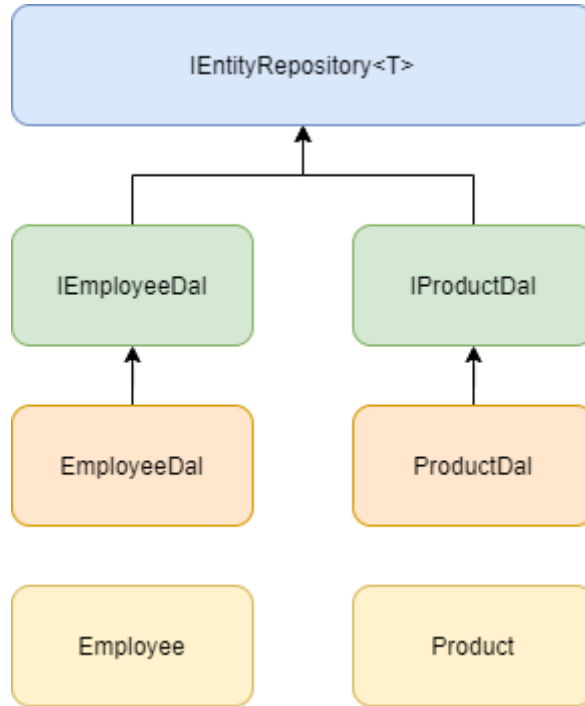 IEntityRepository<T>
IEmployeeDal
IProductDal
EmployeeDal
ProductDal
Employee
Product